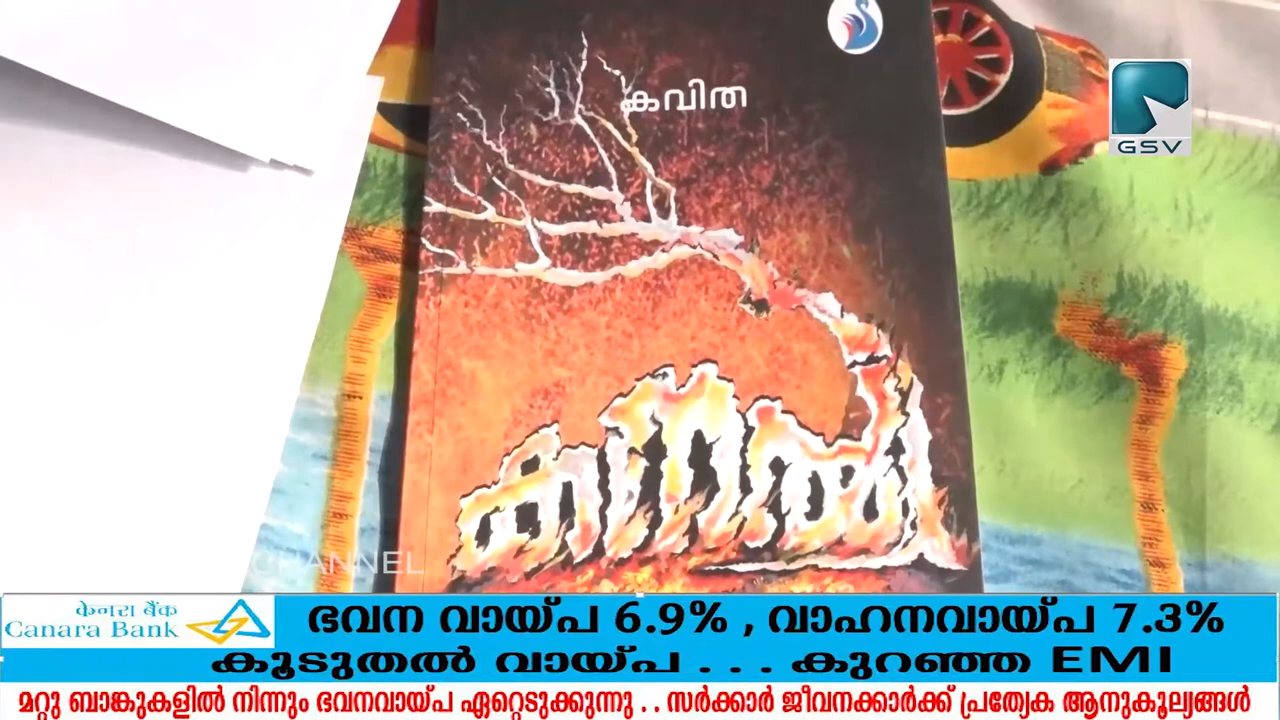 കവിത
GSV
CHANNEL
केनरा बैंक
Canara Bank
ഭവന വായ്പ 6.9% , വാഹനവായ്പ 7.3%
കൂടുതൽ വായ്പ . . . കുറഞ്ഞ EMI
മറ്റു ബാങ്കുകളിൽ നിന്നും ഭവനവായ്പ ഏറ്റെടുക്കുന്നു . . സർക്കാർ ജീവനക്കാർക്ക് പ്രത്യേക ആനുകൂല്യങ്ങൾ